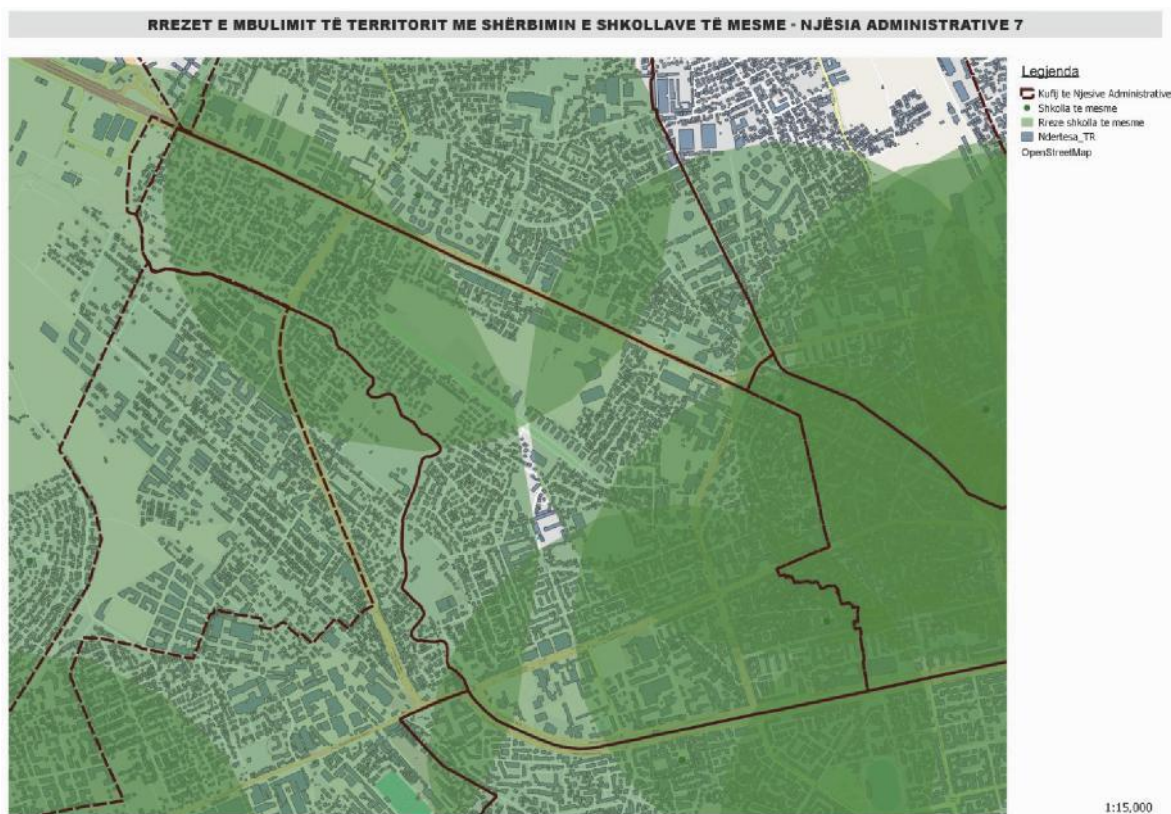 RREZET E MBULIMIT TË TERRITORIT ME SHËRBIMIN E SHKOLLAVE TË MESME - NJËSIA ADMINISTRATIVE 7
Legjenda
Kufij te Njesive Administrative
Shkolla te mesme
Rreze shkolla te mesme
Ndertesa_TR
OpenStreetMap
1:15,000